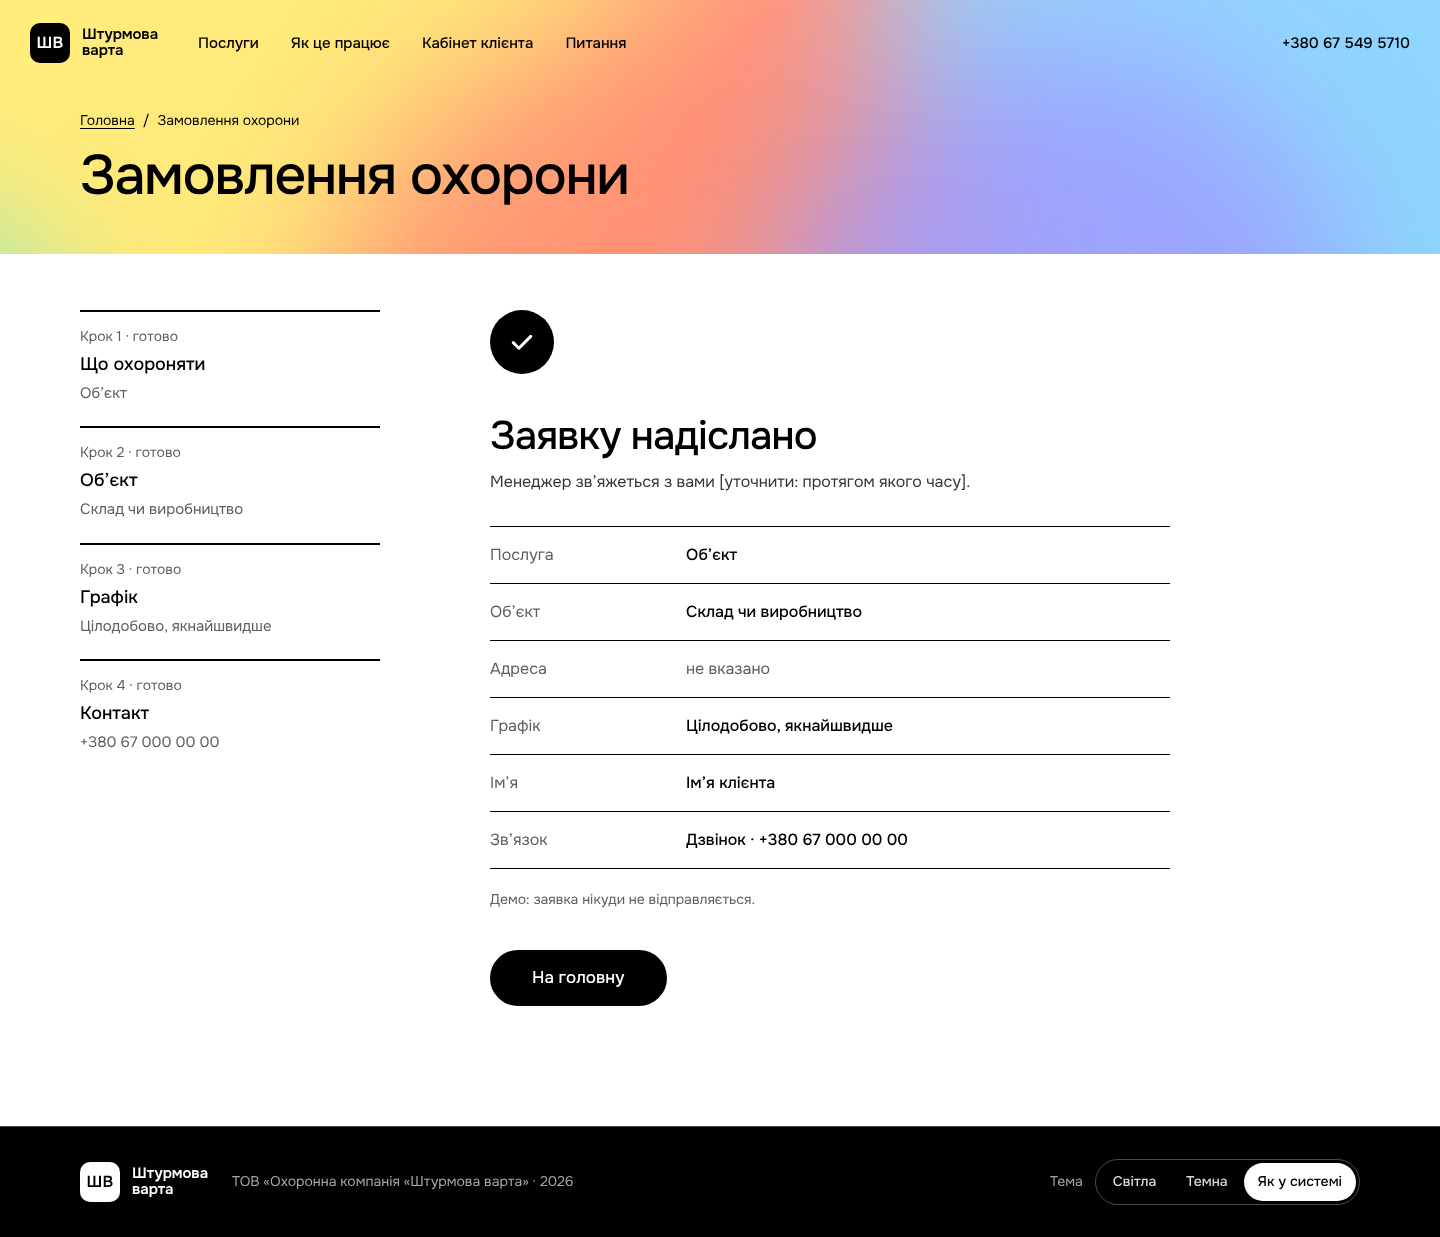 ШВ
Штурмова
варта
Послуги
Як це працює
Кабінет клієнта
Питання
+380 67 549 5710
Головна / Замовлення охорони
Замовлення охорони
Крок 1 · готово
Що охороняти
Об’єкт
Крок 2 · готово
Об’єкт
Склад чи виробництво
Крок 3 · готово
Графік
Цілодобово, якнайшвидше
Крок 4 · готово
Контакт
+380 67 000 00 00
Заявку надіслано
Менеджер зв’яжеться з вами [уточнити: протягом якого часу].
Послуга Об’єкт
Об’єкт Склад чи виробництво
Адреса не вказано
Графік Цілодобово, якнайшвидше
Ім’я Ім’я клієнта
Зв’язок Дзвінок · +380 67 000 00 00
Демо: заявка нікуди не відправляється.
На головну
ШВ
Штурмова
варта
ТОВ «Охоронна компанія «Штурмова варта» · 2026
Тема
Світла
Темна
Як у системі